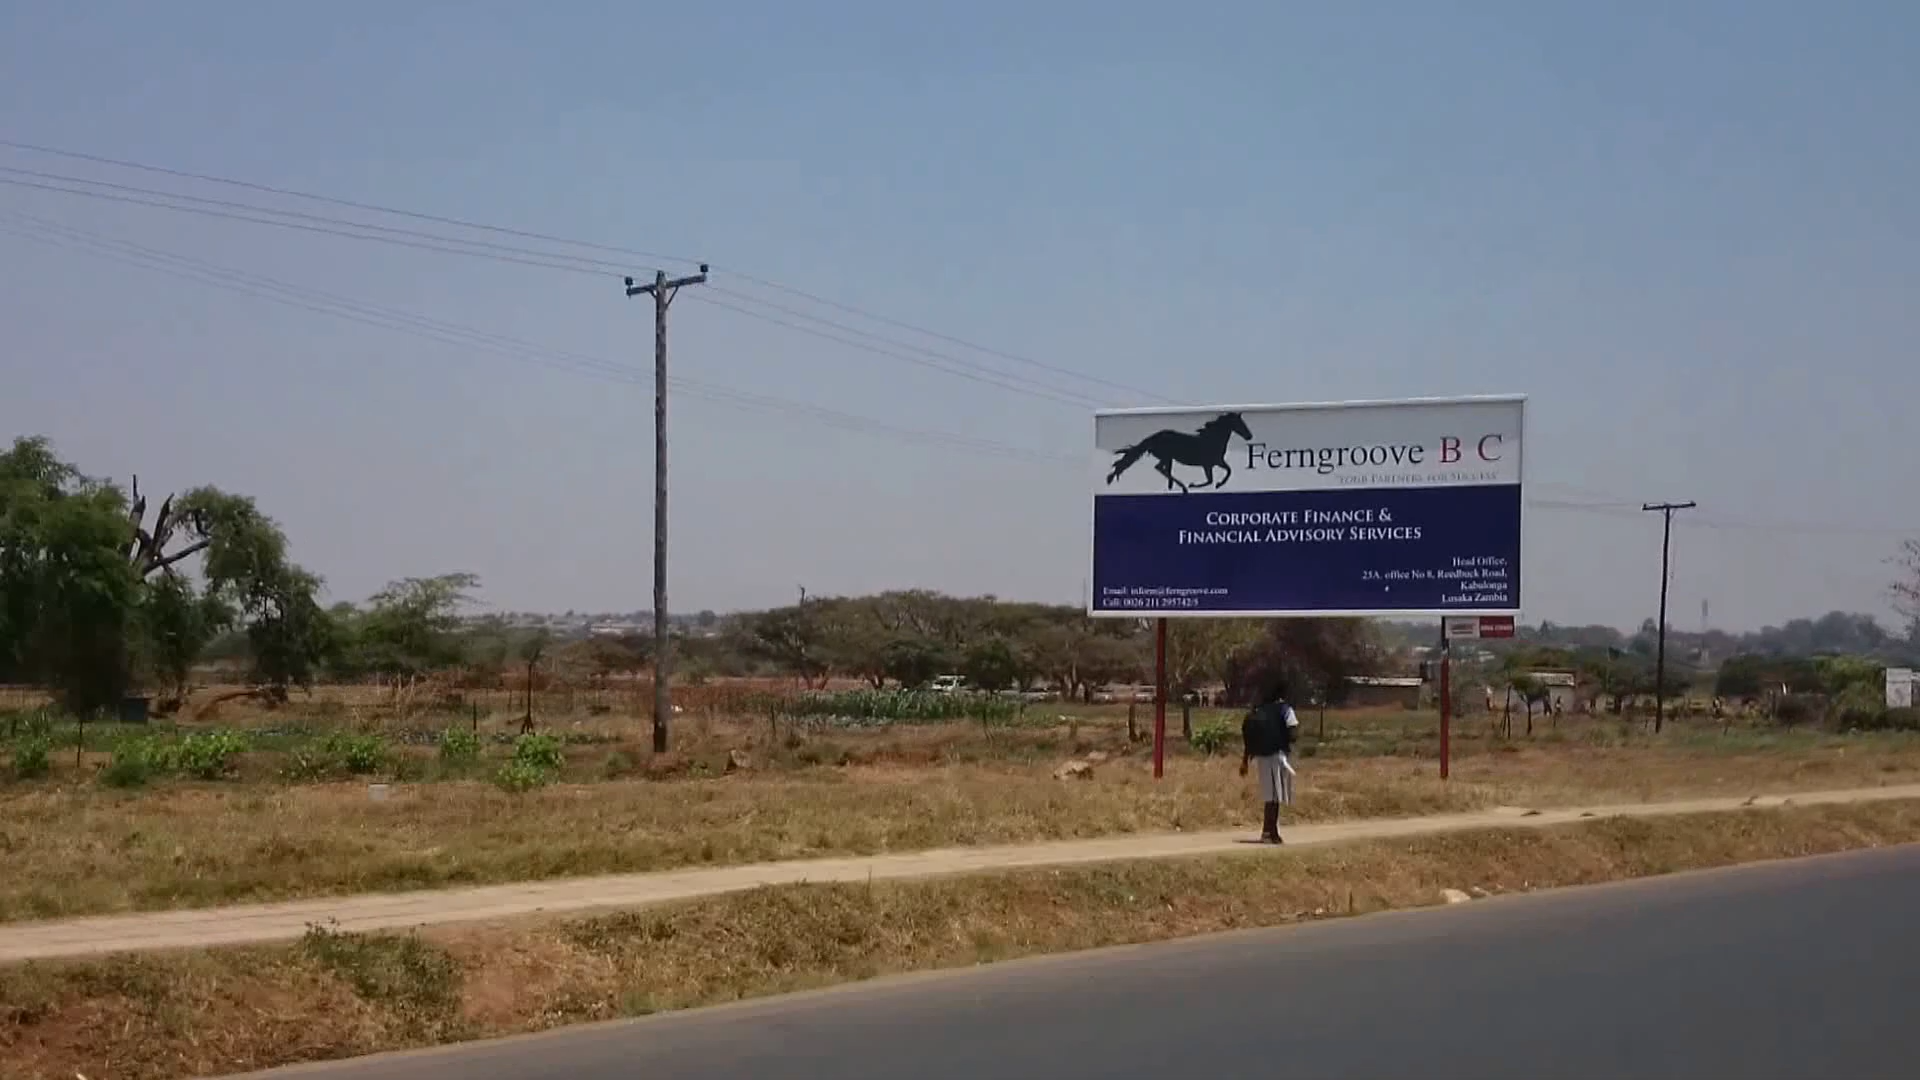 Ferngroove B C
"YOUR PARTNERS FOR SUCCESS"
CORPORATE FINANCE &
FINANCIAL ADVISORY SERVICES
Head Office,
25A, office No 8, Reedbuck Road,
Kabulonga
Lusaka Zambia
Email: inform@ferngroove.com
Call: 0026 211 295742/5